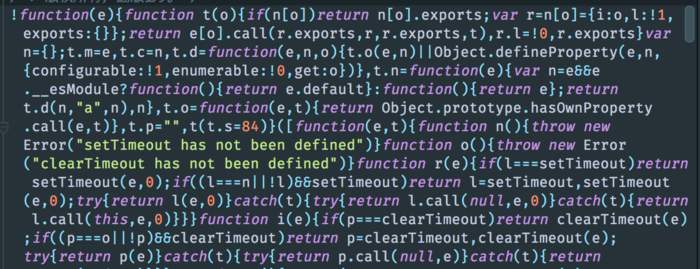 !function(e){function t(o){if(n[o])return n[o].exports;var r=n[o]={i:o,l:!1,
exports:{}};return e[o].call(r.exports,r,r.exports,t),r.l=!0,r.exports}var
n={};t.m=e,t.c=n,t.d=function(e,n,o){t.o(e,n)||Object.defineProperty(e,n,
{configurable:!1,enumerable:!0,get:o})},t.n=function(e){var n=e&&e
.__esModule?function(){return e.default}:function(){return e};return
t.d(n,"a",n),n},t.o=function(e,t){return Object.prototype.hasOwnProperty
.call(e,t)},t.p="",t(t.s=84)}([function(e,t){function n(){throw new
Error("setTimeout has not been defined")}function o(){throw new Error
("clearTimeout has not been defined")}function r(e){if(l===setTimeout)return
setTimeout(e,0);if((l===n||!l)&&setTimeout)return l=setTimeout,setTimeout
(e,0);try{return l(e,0)}catch(t){try{return l.call(null,e,0)}catch(t){return
l.call(this,e,0)}}}function i(e){if(p===clearTimeout)return clearTimeout(e)
;if((p===o||!p)&&clearTimeout)return p=clearTimeout,clearTimeout(e);
try{return p(e)}catch(t){try{return p.call(null,e)}catch(t){return